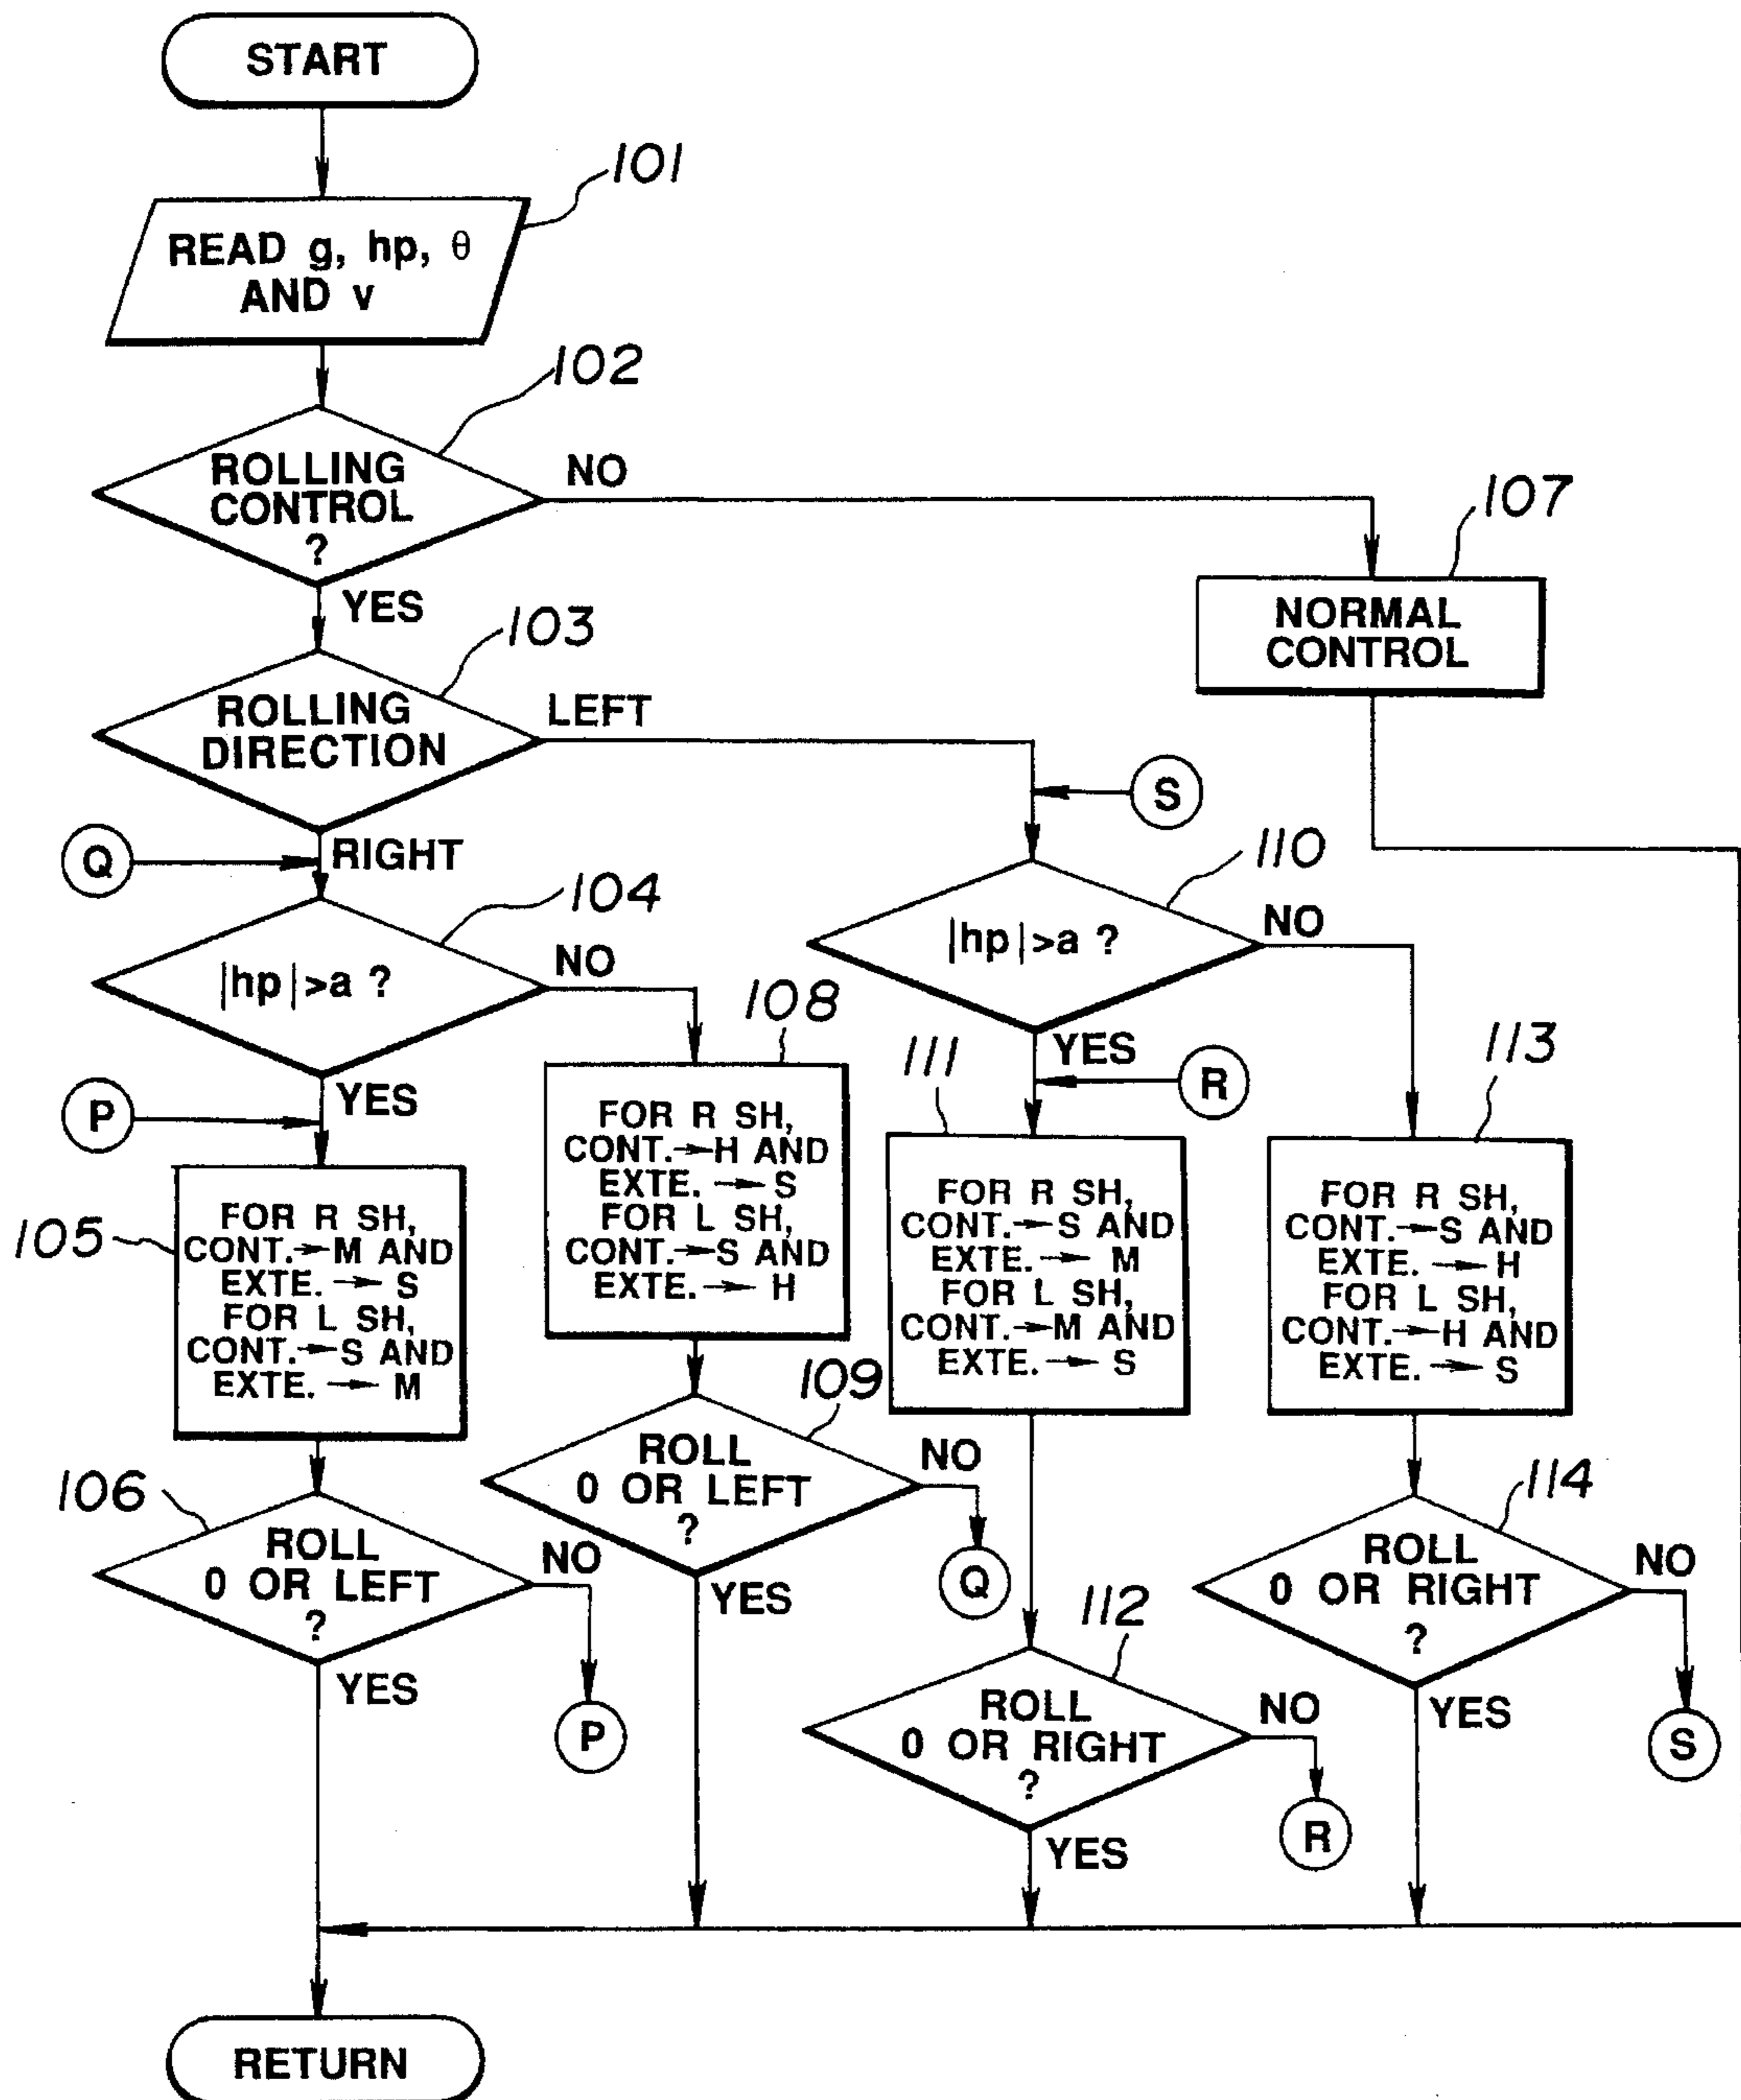 START
101
READ g, hp, θ
AND v
102
ROLLING
CONTROL
?
NO
YES
107
NORMAL
CONTROL
103
ROLLING
DIRECTION
LEFT
S
Q
RIGHT
104
|hp|>a ?
NO
YES
110
|hp|>a ?
NO
YES
P
R
105
FOR R SH,
CONT.→M AND
EXTE. → S
FOR L SH,
CONT.→S AND
EXTE. → M
108
FOR R SH,
CONT.→H AND
EXTE. → S
FOR L SH,
CONT.→S AND
EXTE. → H
111
FOR R SH,
CONT.→S AND
EXTE. → M
FOR L SH,
CONT.→M AND
EXTE. → S
113
FOR R SH,
CONT.→S AND
EXTE. → H
FOR L SH,
CONT.→H AND
EXTE. → S
106
ROLL
0 OR LEFT
?
NO
P
YES
109
ROLL
0 OR LEFT
?
NO
Q
YES
112
ROLL
0 OR RIGHT
?
NO
R
YES
114
ROLL
0 OR RIGHT
?
NO
S
YES
RETURN